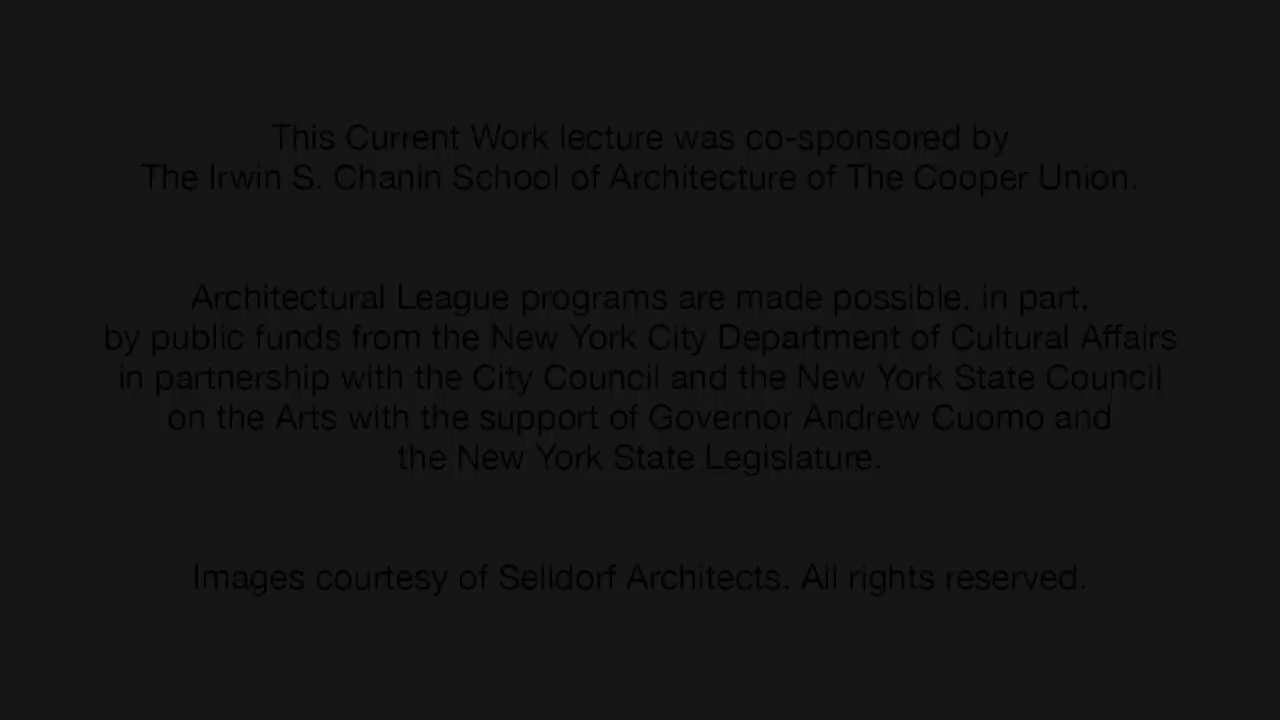 This Current Work lecture was co-sponsored by
The Irwin S. Chanin School of Architecture of The Cooper Union.
Architectural League programs are made possible, in part,
by public funds from the New York City Department of Cultural Affairs
in partnership with the City Council and the New York State Council
on the Arts with the support of Governor Andrew Cuomo and
the New York State Legislature.
Images courtesy of Selldorf Architects. All rights reserved.